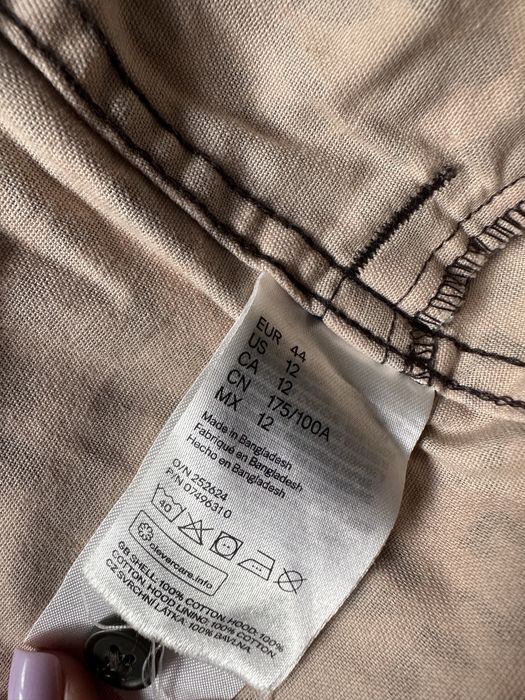 EUR 44
US 12
CA 12
CN 175/100A
MX 12
Made in Bangladesh
Fabriqué en Bangladesh
Hecho en Bangladesh
O/N 252624
P/N 07496310
40
clevercare.info
GB SHELL: 100% COTTON. HOOD: 100%
COTTON. HOOD LINING: 100% COTTON.
CZ SVRCHNÍ LÁTKA: 100% BAVLNA.